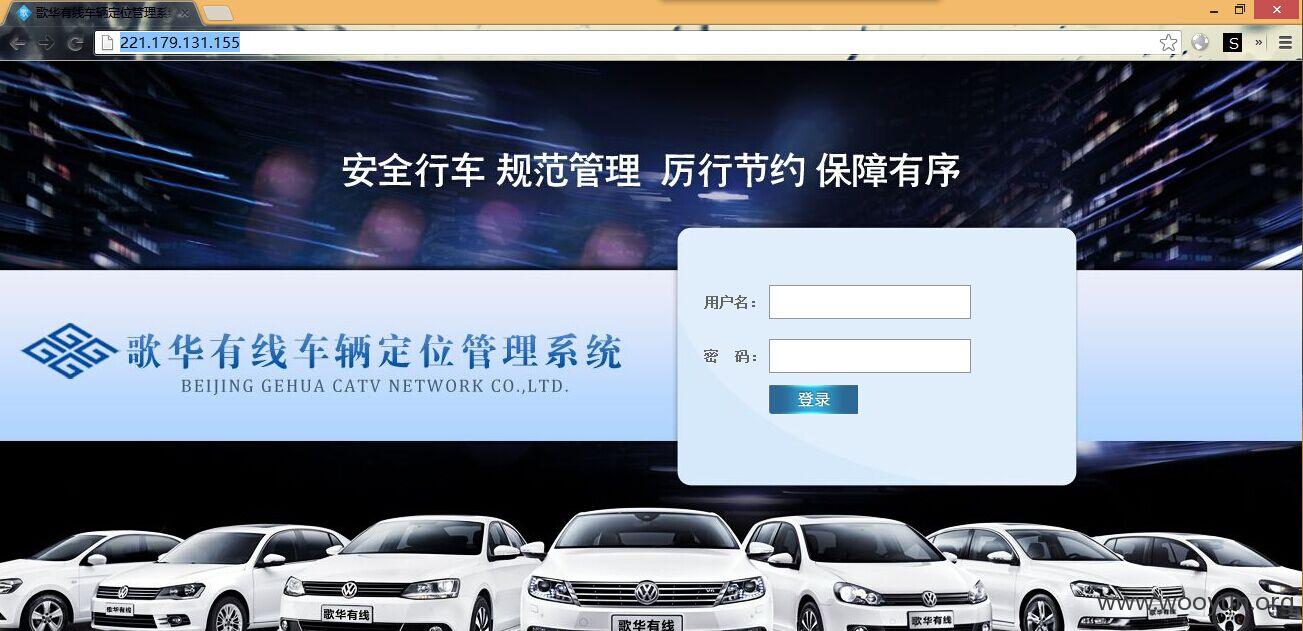 歌华有线车辆定位管理系
221.179.131.155
S
安全行车 规范管理 厉行节约 保障有序
用户名：
歌华有线车辆定位管理系统
BEIJING GEHUA CATV NETWORK CO.,LTD.
密 码：
登录
歌华有线
歌华有线
歌华有线
歌华有线
www.wooyun.org